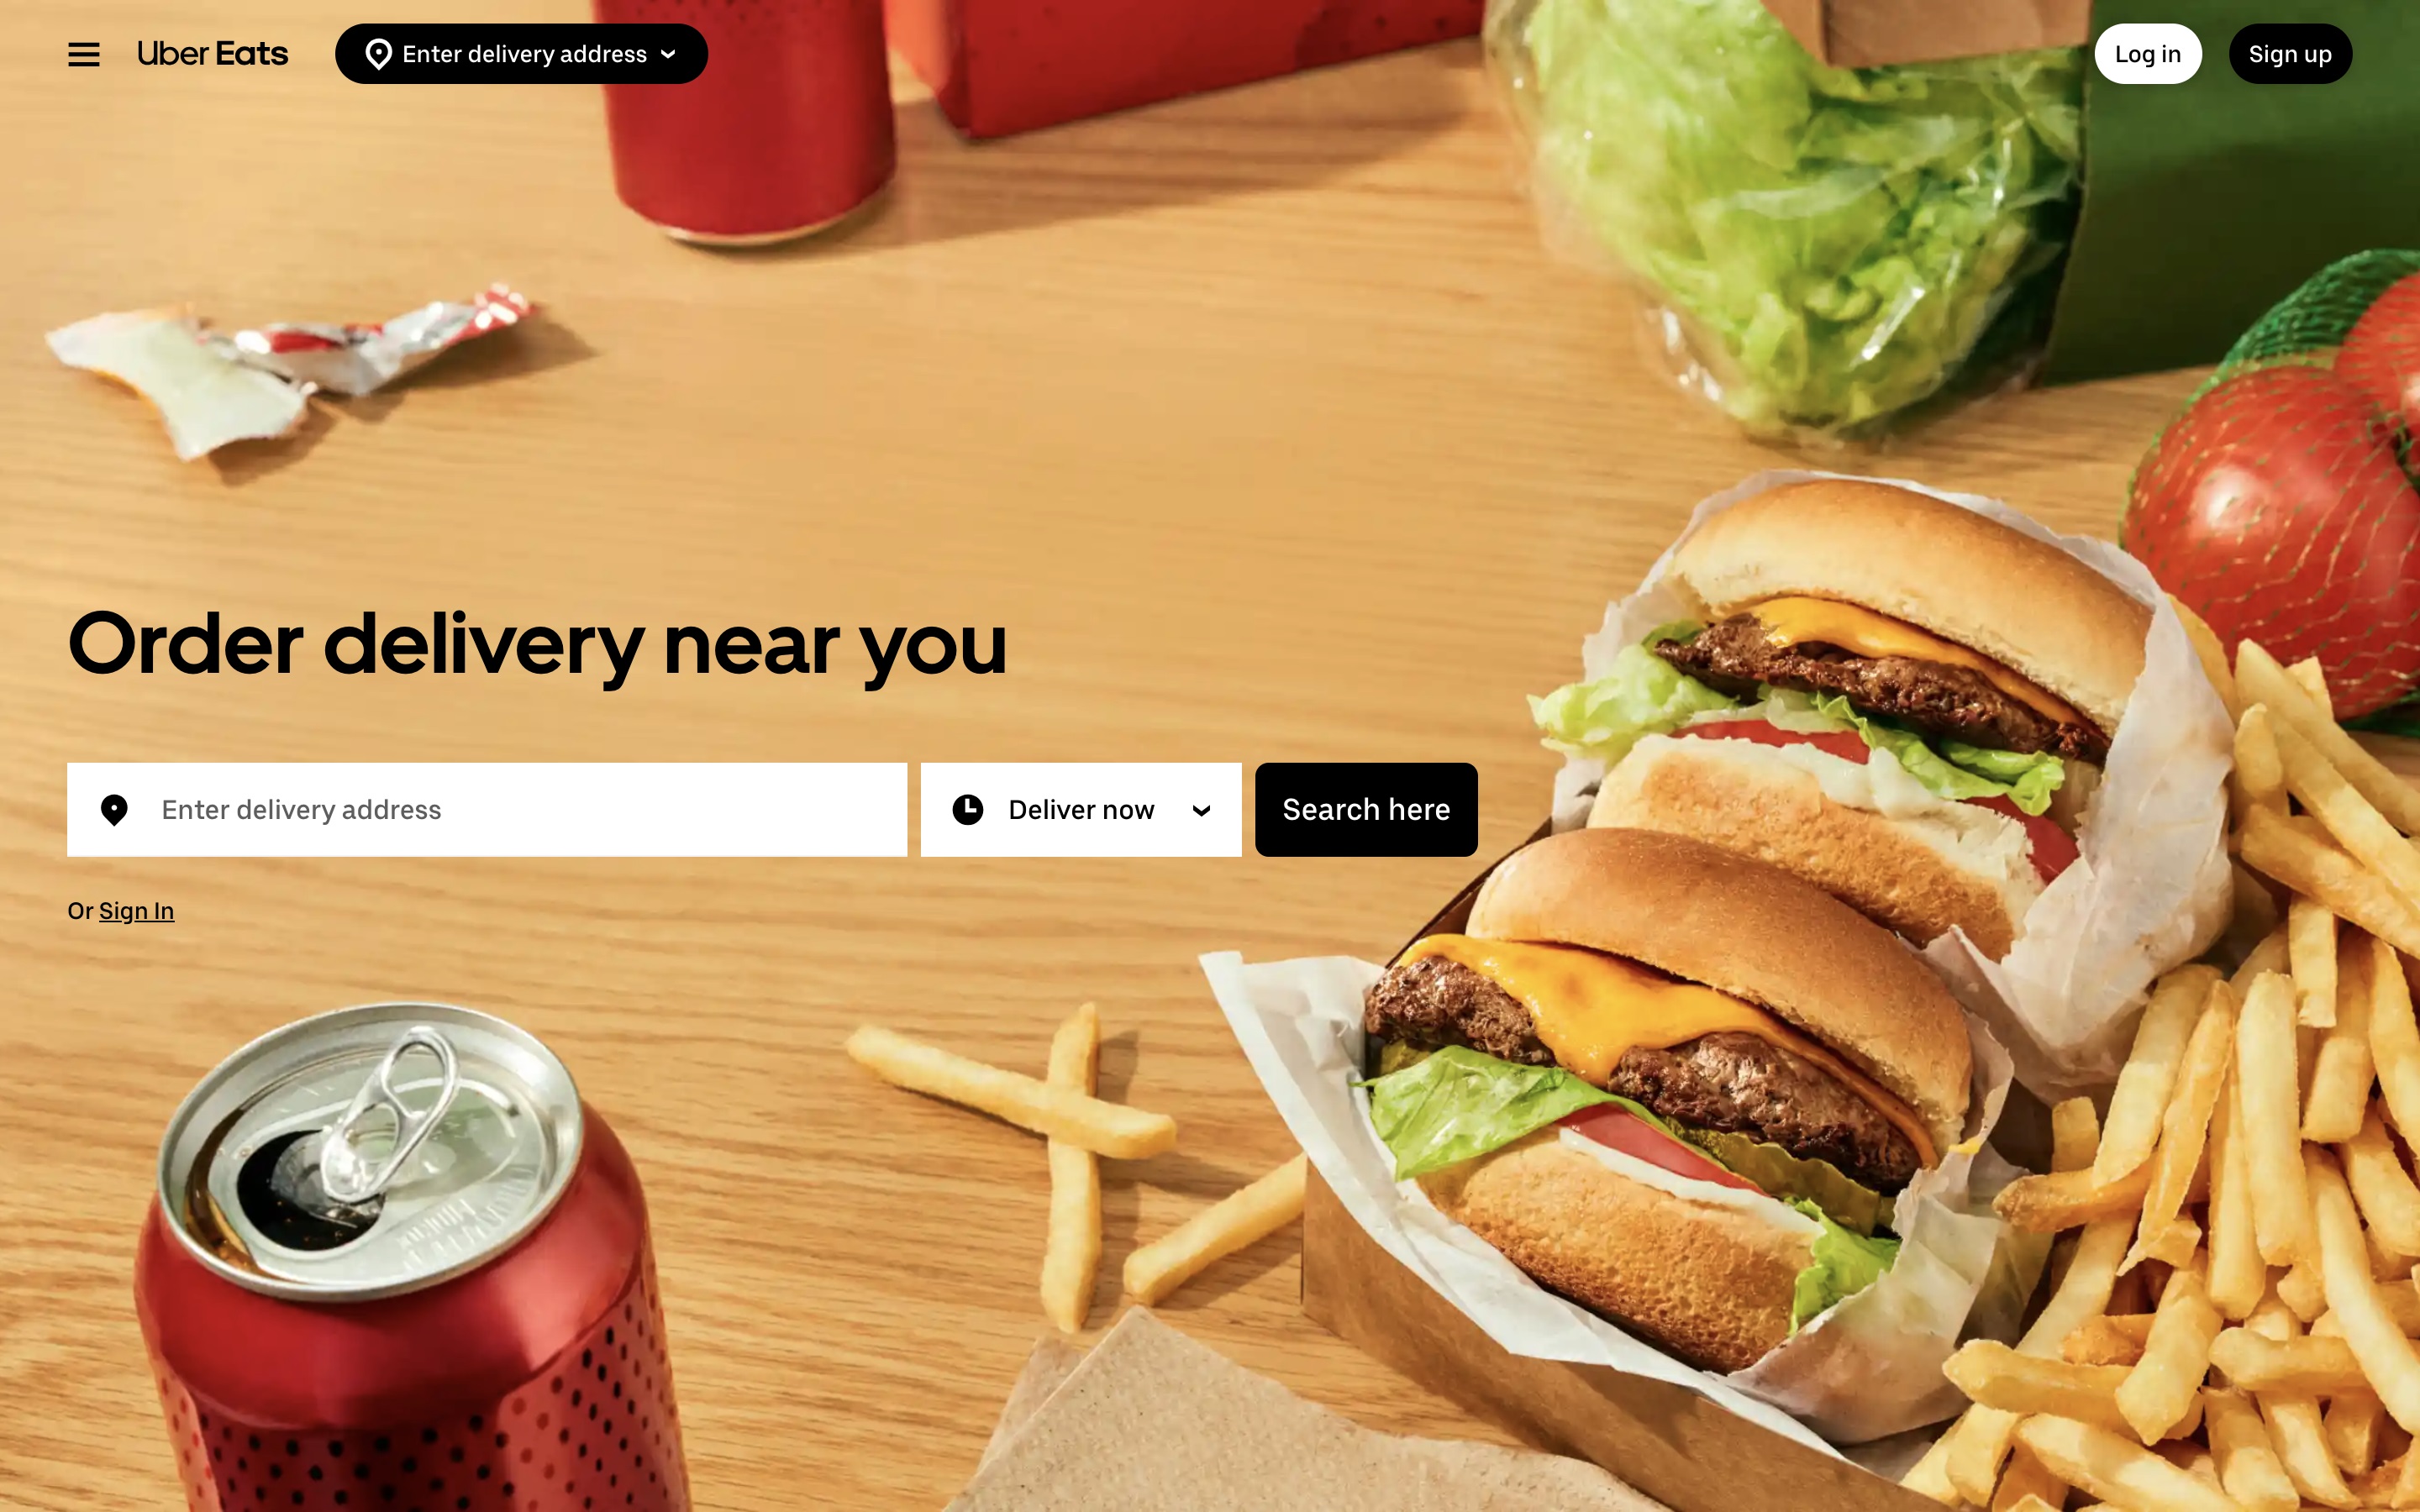 Uber Eats
Enter delivery address
Log in
Sign up
Order delivery near you
Enter delivery address
Deliver now
Search here
Or Sign In